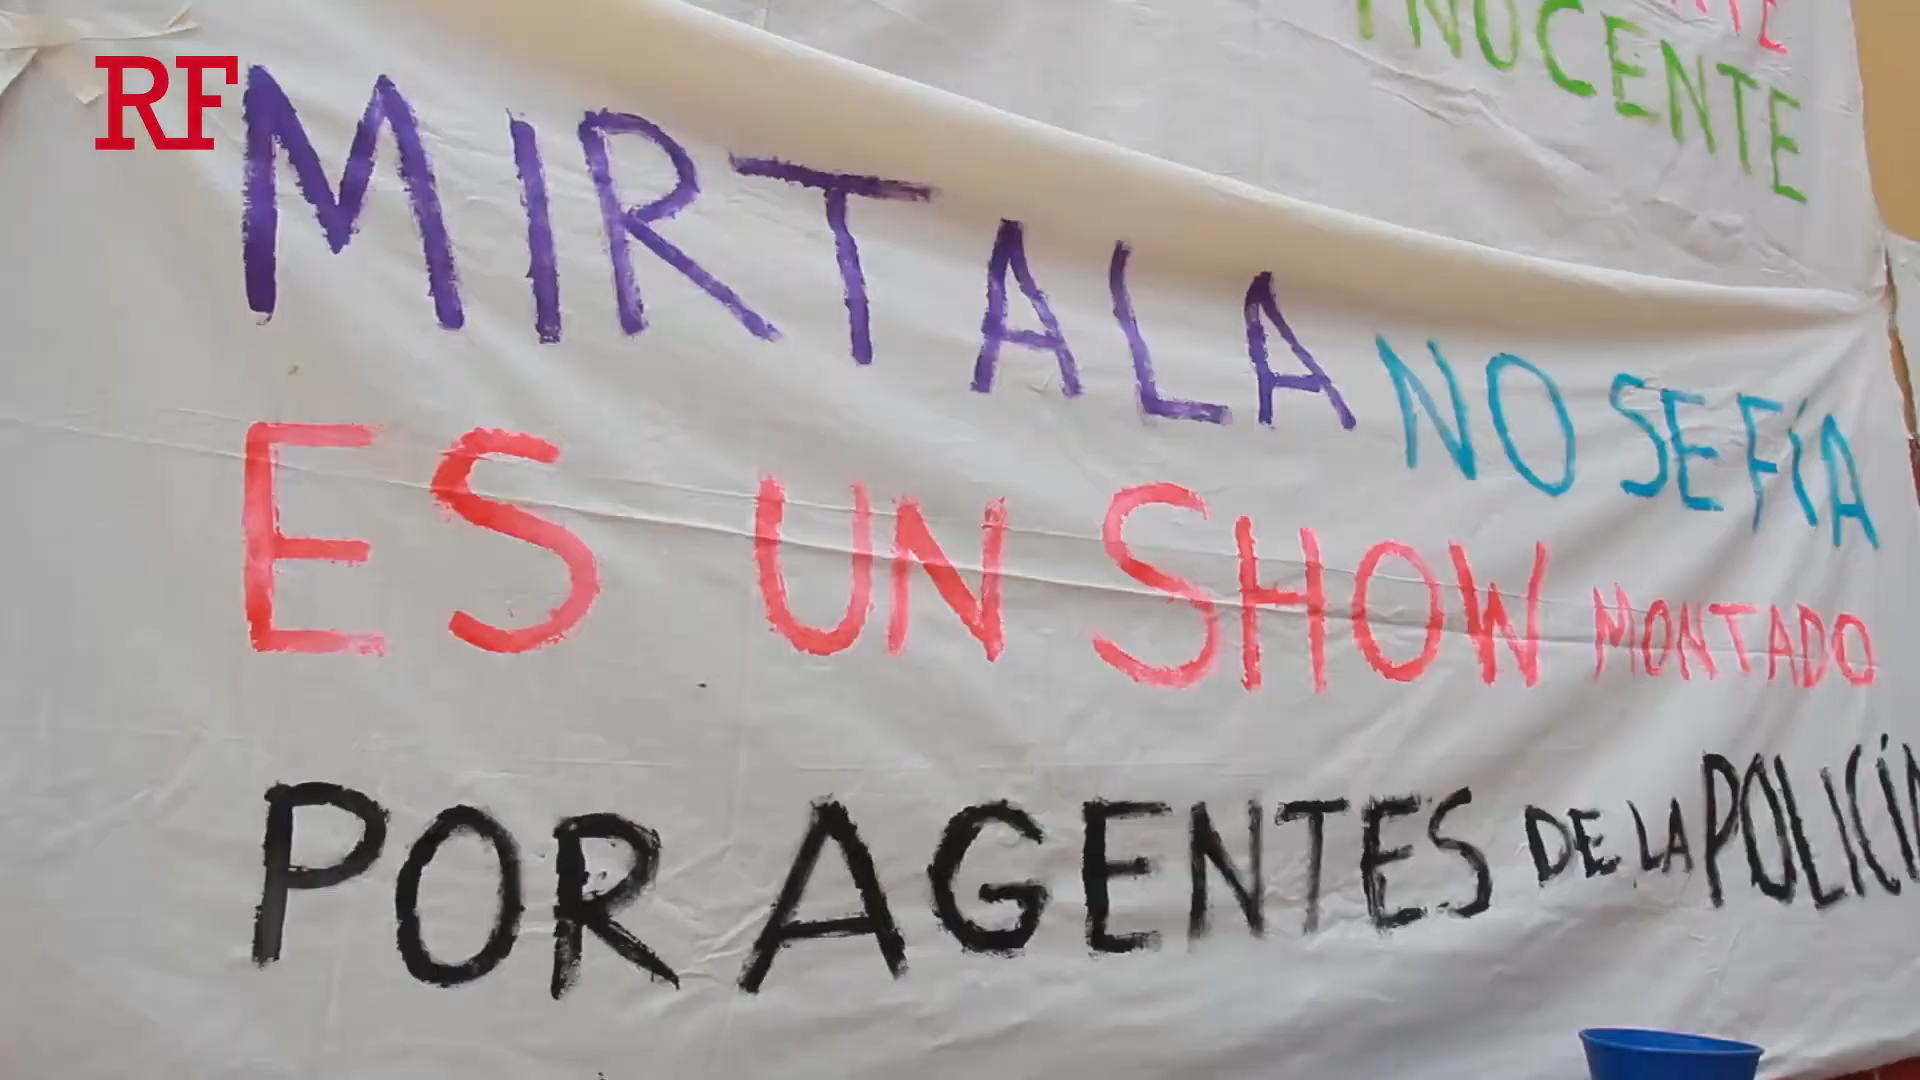 RF
INOCENTE
MIRTALA NO SE FÍA
ES UN SHOW MONTADO
POR AGENTES DE LA